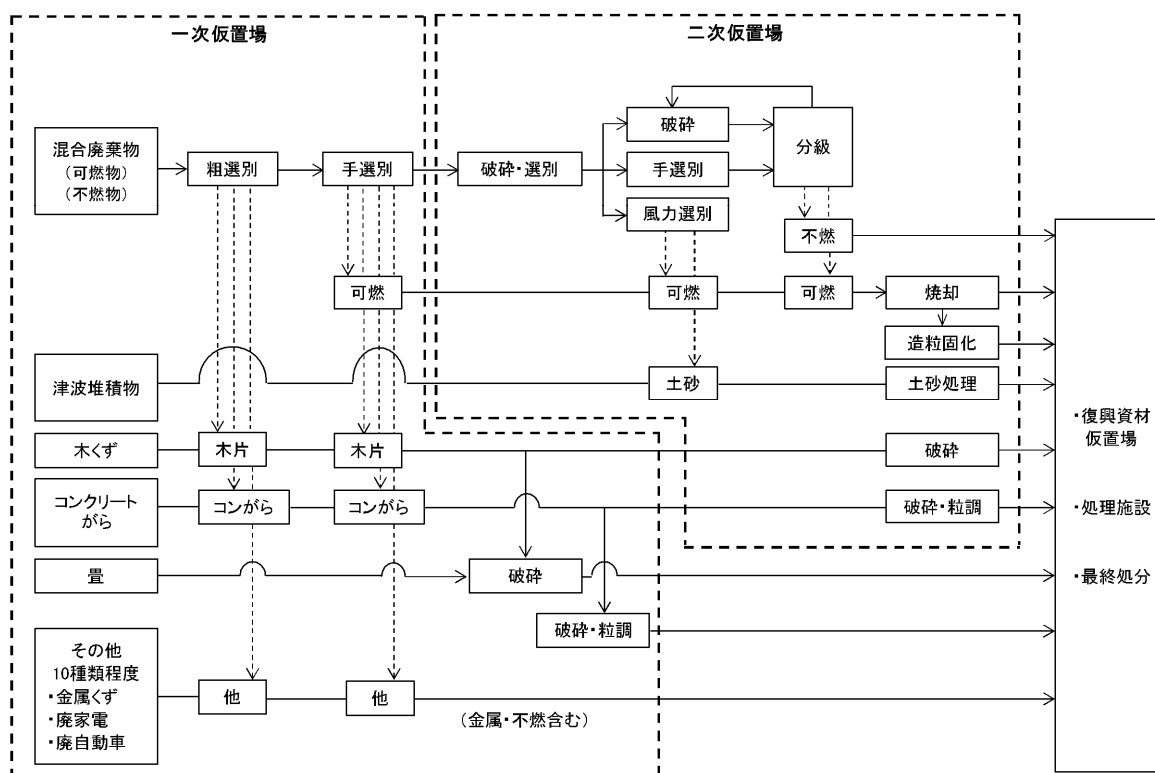 一次仮置場
二次仮置場
混合廃棄物
(可燃物)
(不燃物)
粗選別
手選別
破砕・選別
破砕
手選別
風力選別
分級
不燃
可燃
可燃
可燃
焼却
造粒固化
津波堆積物
土砂
土砂処理
木くず
木片
木片
破砕
コンクリート
がら
コンがら
コンがら
破砕・粒調
畳
破砕
破砕・粒調
その他
10種類程度
・金属くず
・廃家電
・廃自動車
他
他
(金属・不燃含む)
・復興資材
仮置場
・処理施設
・最終処分